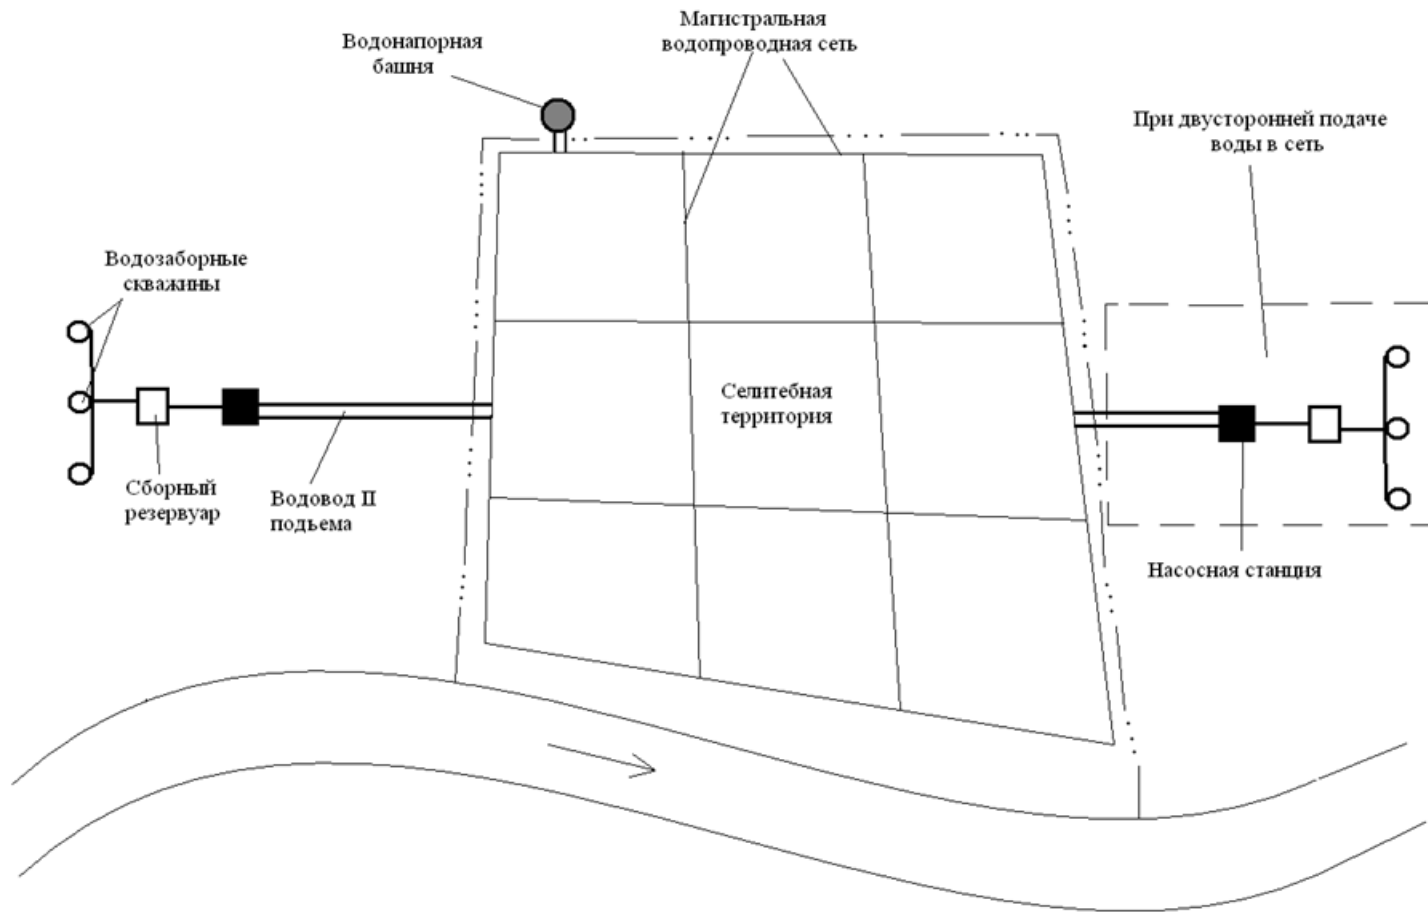 Магистральная
водопроводная сеть
Водонапорная
башня
При двусторонней подаче
воды в сеть
Водозаборные
скважины
Селитебная
территория
Сборный
резервуар
Водовод II
подьема
Насосная станция